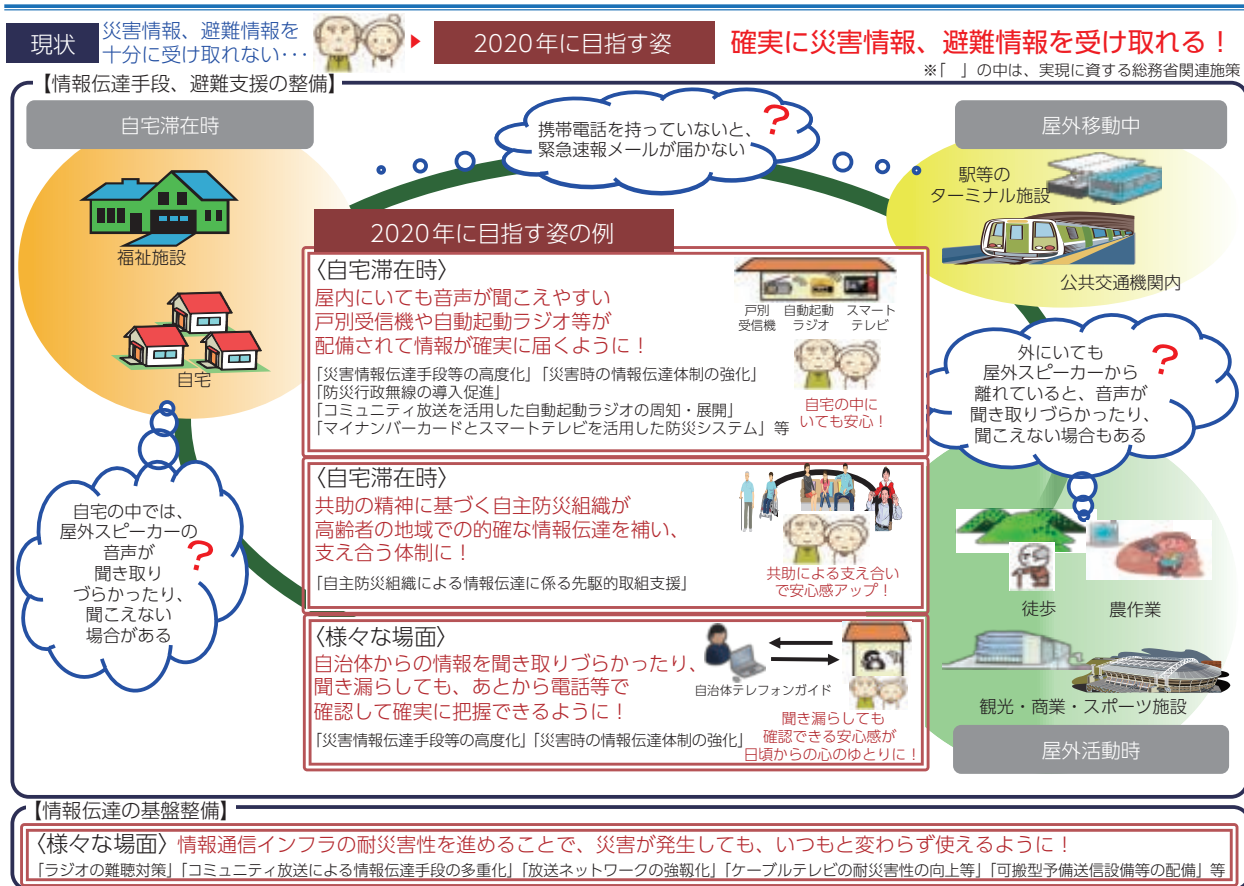 現状
災害情報、避難情報を
十分に受け取れない･･･
2020年に目指す姿
確実に災害情報、避難情報を受け取れる！
※「　」の中は、実現に資する総務省関連施策
【情報伝達手段、避難支援の整備】
自宅滞在時
福祉施設
自宅
携帯電話を持っていないと、
緊急速報メールが届かない
？
屋外移動中
駅等の
ターミナル施設
公共交通機関内
2020年に目指す姿の例
〈自宅滞在時〉
屋内にいても音声が聞こえやすい
戸別受信機や自動起動ラジオ等が
配備されて情報が確実に届くように！
「災害情報伝達手段等の高度化」「災害時の情報伝達体制の強化」
「防災行政無線の導入促進」
「コミュニティ放送を活用した自動起動ラジオの周知・展開」
「マイナンバーカードとスマートテレビを活用した防災システム」等
戸別
受信機
自動起動
ラジオ
スマート
テレビ
自宅の中に
いても安心！
外にいても
屋外スピーカーから
離れていると、音声が
聞き取りづらかったり、
聞こえない場合もある
？
自宅の中では、
屋外スピーカーの
音声が
聞き取り
づらかったり、
聞こえない
場合がある
？
〈自宅滞在時〉
共助の精神に基づく自主防災組織が
高齢者の地域での的確な情報伝達を補い、
支え合う体制に！
「自主防災組織による情報伝達に係る先駆的取組支援」
共助による支え合い
で安心感アップ！
徒歩
農作業
観光・商業・スポーツ施設
屋外活動時
〈様々な場面〉
自治体からの情報を聞き取りづらかったり、
聞き漏らしても、あとから電話等で
確認して確実に把握できるように！
「災害情報伝達手段等の高度化」「災害時の情報伝達体制の強化」
自治体テレフォンガイド
聞き漏らしても
確認できる安心感が
日頃からの心のゆとりに！
【情報伝達の基盤整備】
〈様々な場面〉情報通信インフラの耐災害性を進めることで、災害が発生しても、いつもと変わらず使えるように！
「ラジオの難聴対策」「コミュニティ放送による情報伝達手段の多重化」「放送ネットワークの強靱化」「ケーブルテレビの耐災害性の向上等」「可搬型予備送信設備等の配備」等